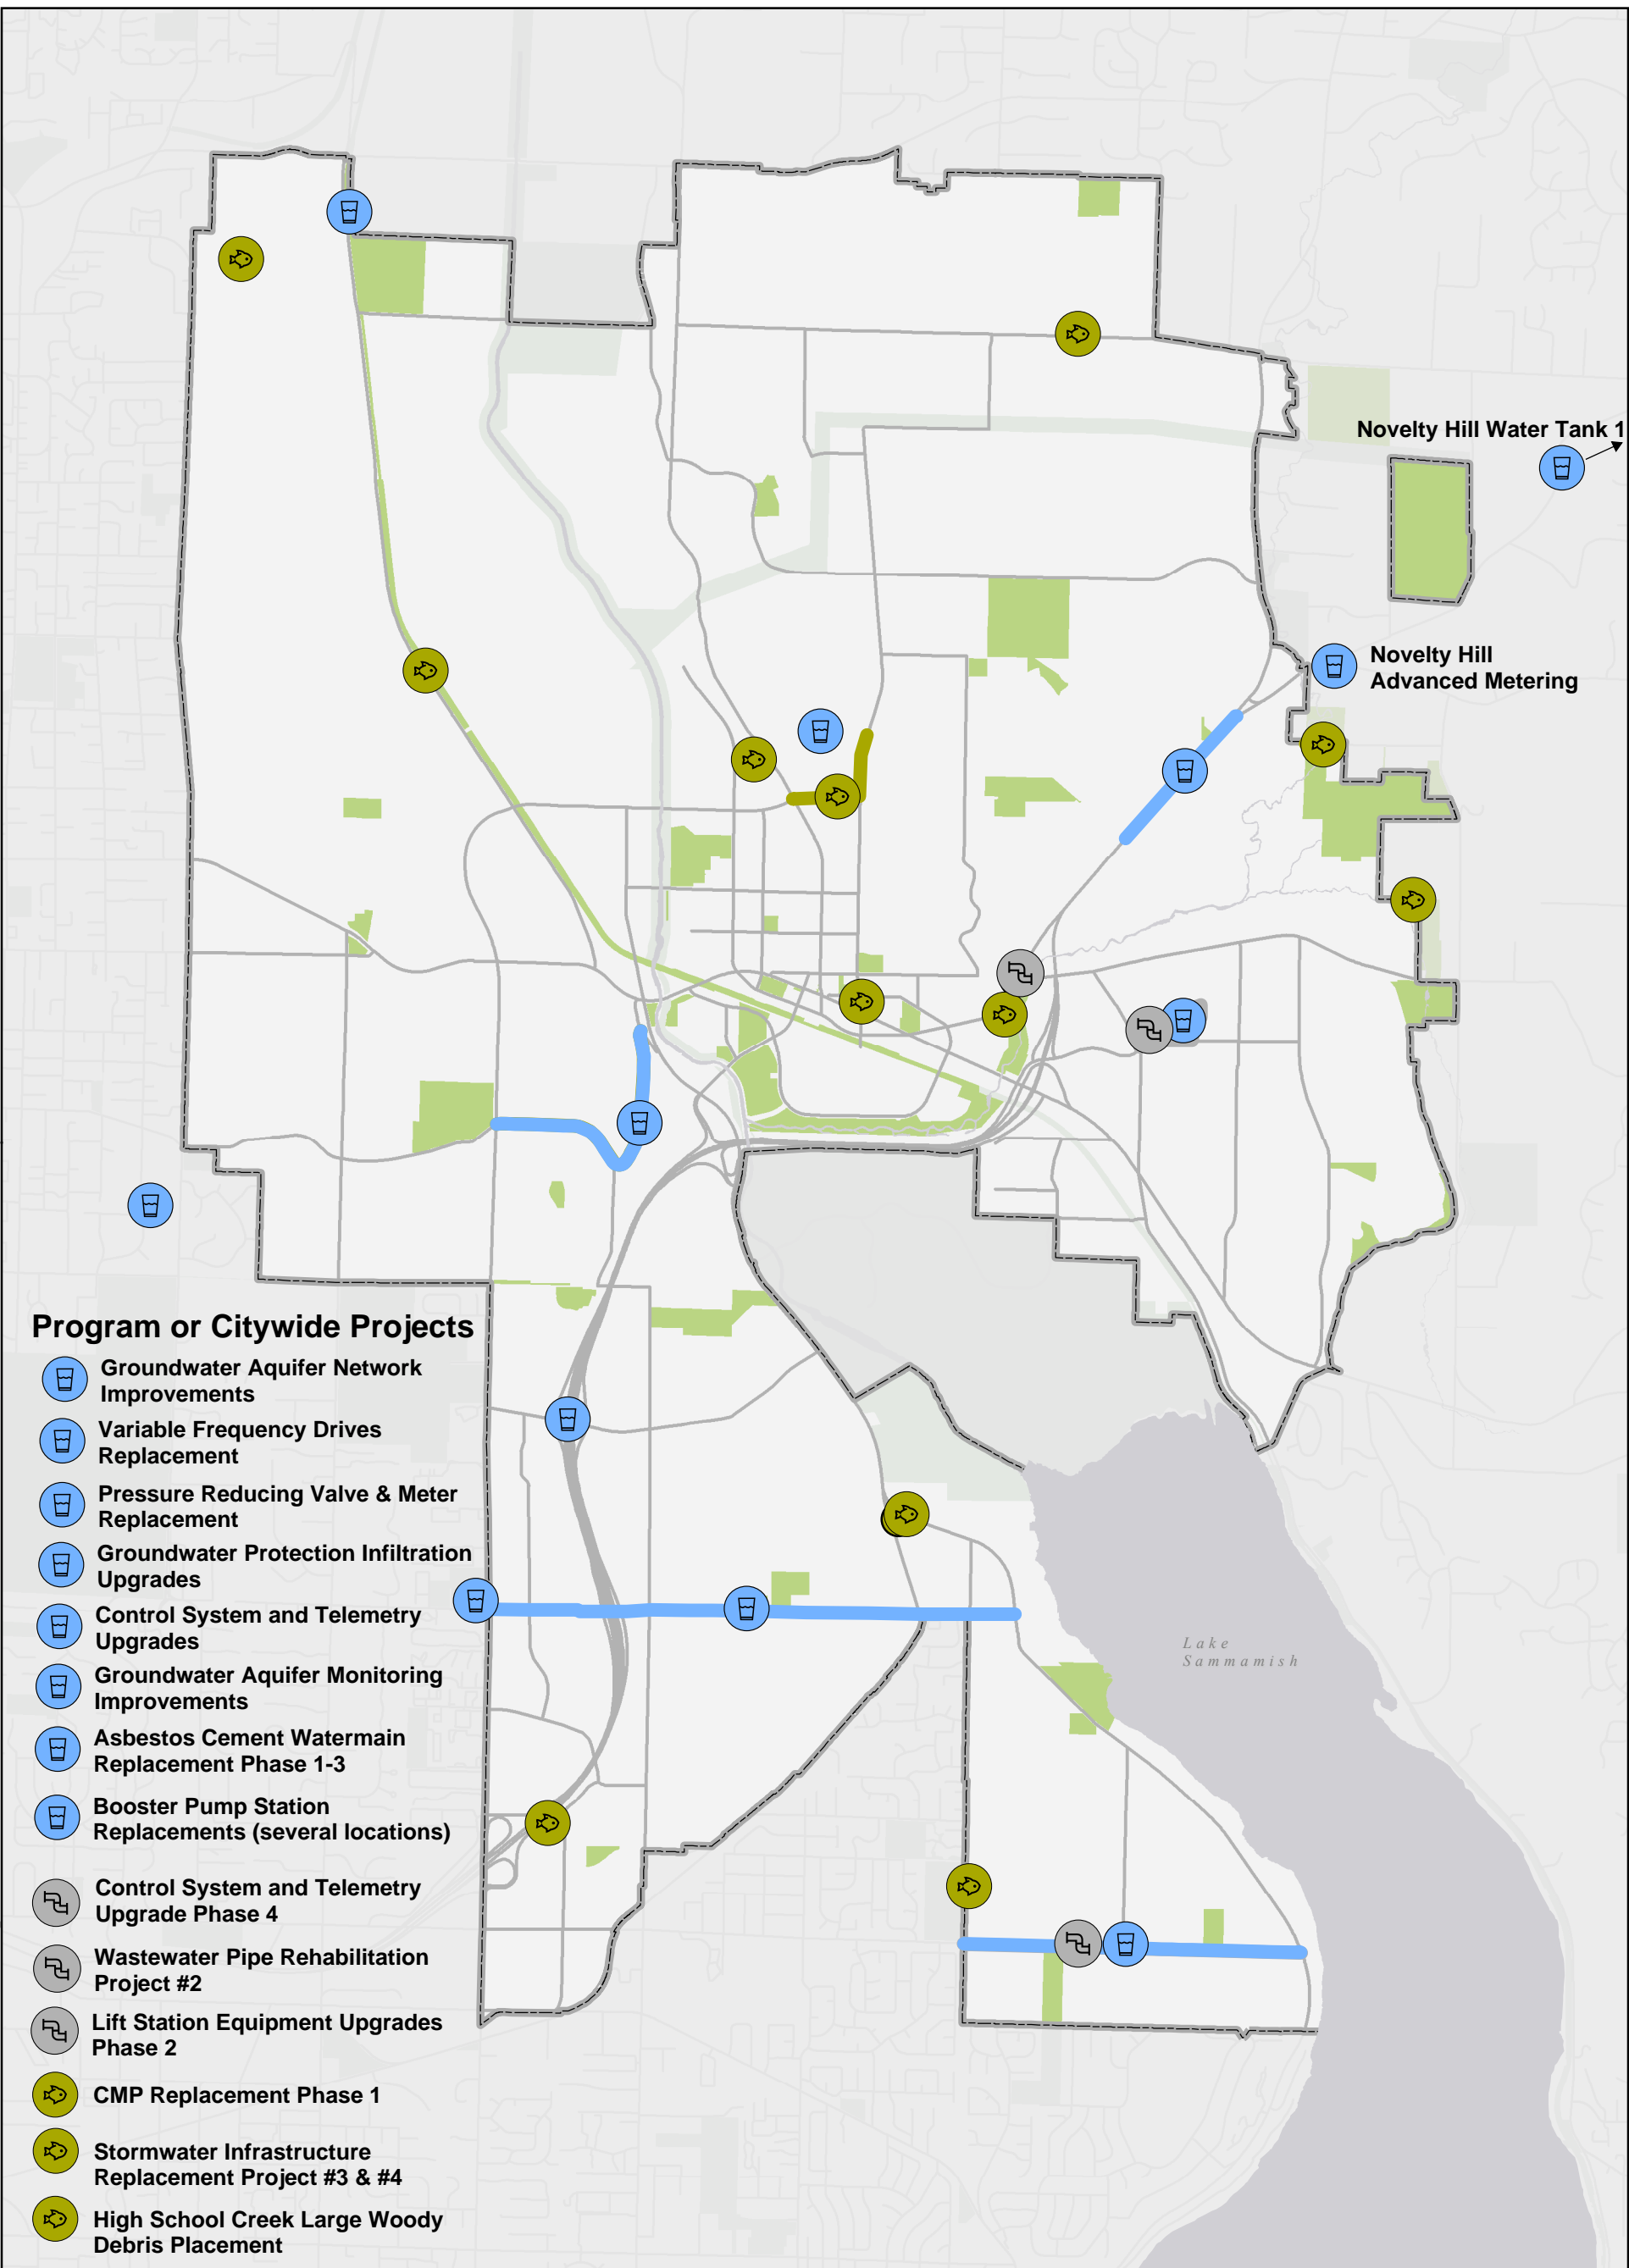 Novelty Hill Water Tank 1
Novelty Hill
Advanced Metering
Program or Citywide Projects
Groundwater Aquifer Network
Improvements
Variable Frequency Drives
Replacement
Pressure Reducing Valve & Meter
Replacement
Groundwater Protection Infiltration
Upgrades
Control System and Telemetry
Upgrades
Groundwater Aquifer Monitoring
Improvements
Asbestos Cement Watermain
Replacement Phase 1-3
Booster Pump Station
Replacements (several locations)
Control System and Telemetry
Upgrade Phase 4
Wastewater Pipe Rehabilitation
Project #2
Lift Station Equipment Upgrades
Phase 2
CMP Replacement Phase 1
Stormwater Infrastructure
Replacement Project #3 & #4
High School Creek Large Woody
Debris Placement
Lake
Sammamish